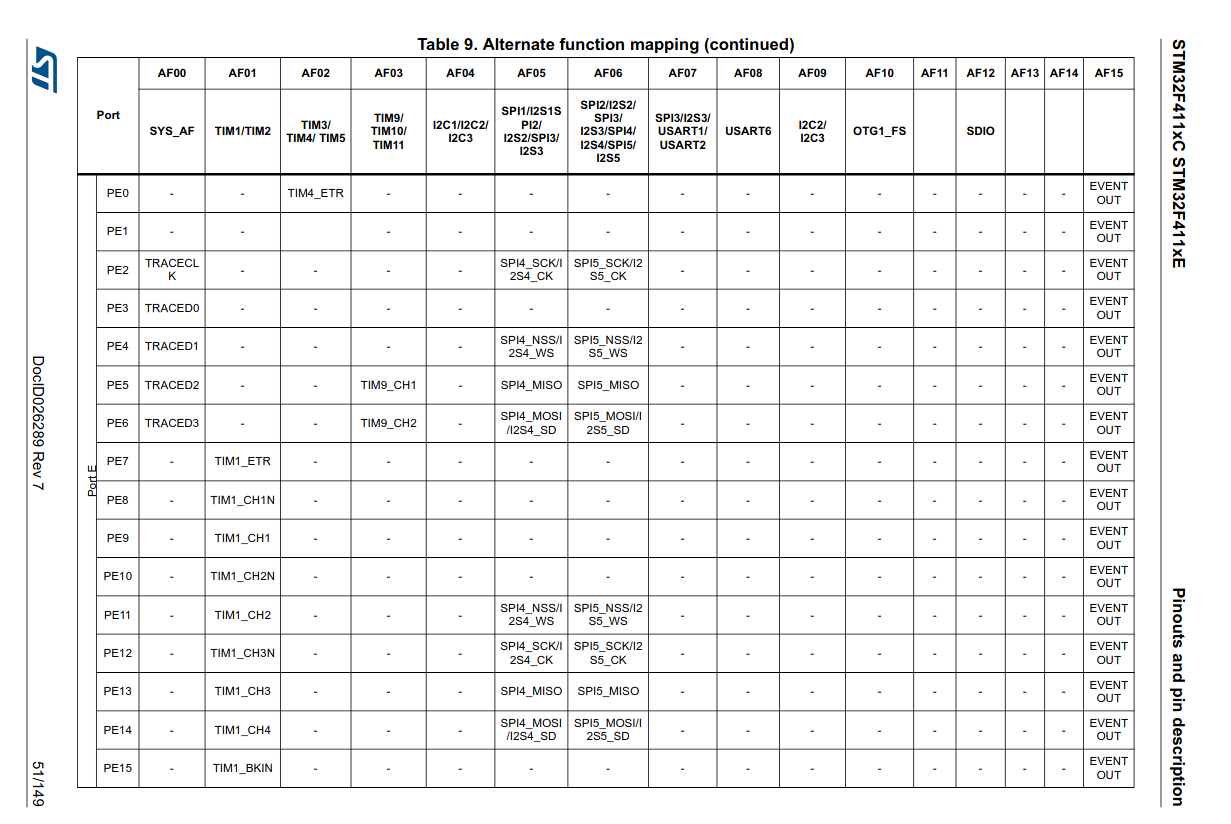 Table 9. Alternate function mapping (continued)
Port AF00 AF01 AF02 AF03 AF04 AF05 AF06 AF07 AF08 AF09 AF10 AF11 AF12 AF13 AF14 AF15
SYS_AF TIM1/TIM2 TIM3/ TIM4/ TIM5 TIM9/ TIM10/ TIM11 I2C1/I2C2/ I2C3 SPI1/I2S1S PI2/ I2S2/SPI3/ I2S3 SPI2/I2S2/ SPI3/ I2S3/SPI4/ I2S4/SPI5/ I2S5 SPI3/I2S3/ USART1/ USART2 USART6 I2C2/ I2C3 OTG1_FS SDIO
Port E
PE0 - - TIM4_ETR - - - - - - - - - - - - EVENT OUT
PE1 - - - - - - - - - - - - - - EVENT OUT
PE2 TRACECL K - - - - SPI4_SCK/I 2S4_CK SPI5_SCK/I2 S5_CK - - - - - - - - EVENT OUT
PE3 TRACED0 - - - - - - - - - - - - - - EVENT OUT
PE4 TRACED1 - - - - SPI4_NSS/I 2S4_WS SPI5_NSS/I2 S5_WS - - - - - - - - EVENT OUT
PE5 TRACED2 - - TIM9_CH1 - SPI4_MISO SPI5_MISO - - - - - - - - EVENT OUT
PE6 TRACED3 - - TIM9_CH2 - SPI4_MOSI /I2S4_SD SPI5_MOSI/I 2S5_SD - - - - - - - - EVENT OUT
PE7 - TIM1_ETR - - - - - - - - - - - - - EVENT OUT
PE8 - TIM1_CH1N - - - - - - - - - - - - - EVENT OUT
PE9 - TIM1_CH1 - - - - - - - - - - - - - EVENT OUT
PE10 - TIM1_CH2N - - - - - - - - - - - - - EVENT OUT
PE11 - TIM1_CH2 - - - SPI4_NSS/I 2S4_WS SPI5_NSS/I2 S5_WS - - - - - - - - EVENT OUT
PE12 - TIM1_CH3N - - - SPI4_SCK/I 2S4_CK SPI5_SCK/I2 S5_CK - - - - - - - - EVENT OUT
PE13 - TIM1_CH3 - - - SPI4_MISO SPI5_MISO - - - - - - - - EVENT OUT
PE14 - TIM1_CH4 - - - SPI4_MOSI /I2S4_SD SPI5_MOSI/I 2S5_SD - - - - - - - - EVENT OUT
PE15 - TIM1_BKIN - - - - - - - - - - - - - EVENT OUT
STM32F411xC STM32F411xE
Pinouts and pin description
ST
DocID026289 Rev 7
51/149